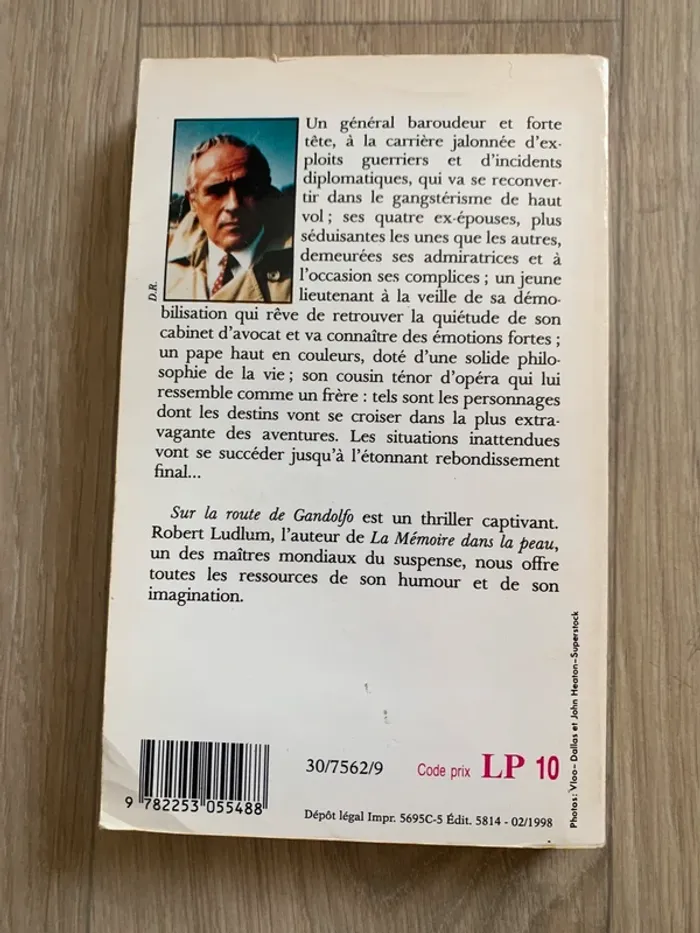 Un général baroudeur et forte
tête, à la carrière jalonnée d'ex-
ploits guerriers et d'incidents
diplomatiques, qui va se reconver-
tir dans le gangstérisme de haut
vol ; ses quatre ex-épouses, plus
séduisantes les unes que les autres,
demeurées ses admiratrices et à
l'occasion ses complices ; un jeune
lieutenant à la veille de sa démo-
bilisation qui rêve de retrouver la quiétude de son
cabinet d'avocat et va connaître des émotions fortes ;
un pape haut en couleurs, doté d'une solide philo-
sophie de la vie ; son cousin ténor d'opéra qui lui
ressemble comme un frère : tels sont les personnages
dont les destins vont se croiser dans la plus extra-
vagante des aventures. Les situations inattendues
vont se succéder jusqu'à l'étonnant rebondissement
final...
D.R.
Sur la route de Gandolfo est un thriller captivant.
Robert Ludlum, l'auteur de La Mémoire dans la peau,
un des maîtres mondiaux du suspense, nous offre
toutes les ressources de son humour et de son
imagination.
Photos: Vloo-Dallas et John Heaton-Superstock
9 782253 055488
30/7562/9
Code prix LP 10
Dépôt légal Impr. 5695C-5 Édit. 5814 - 02/1998